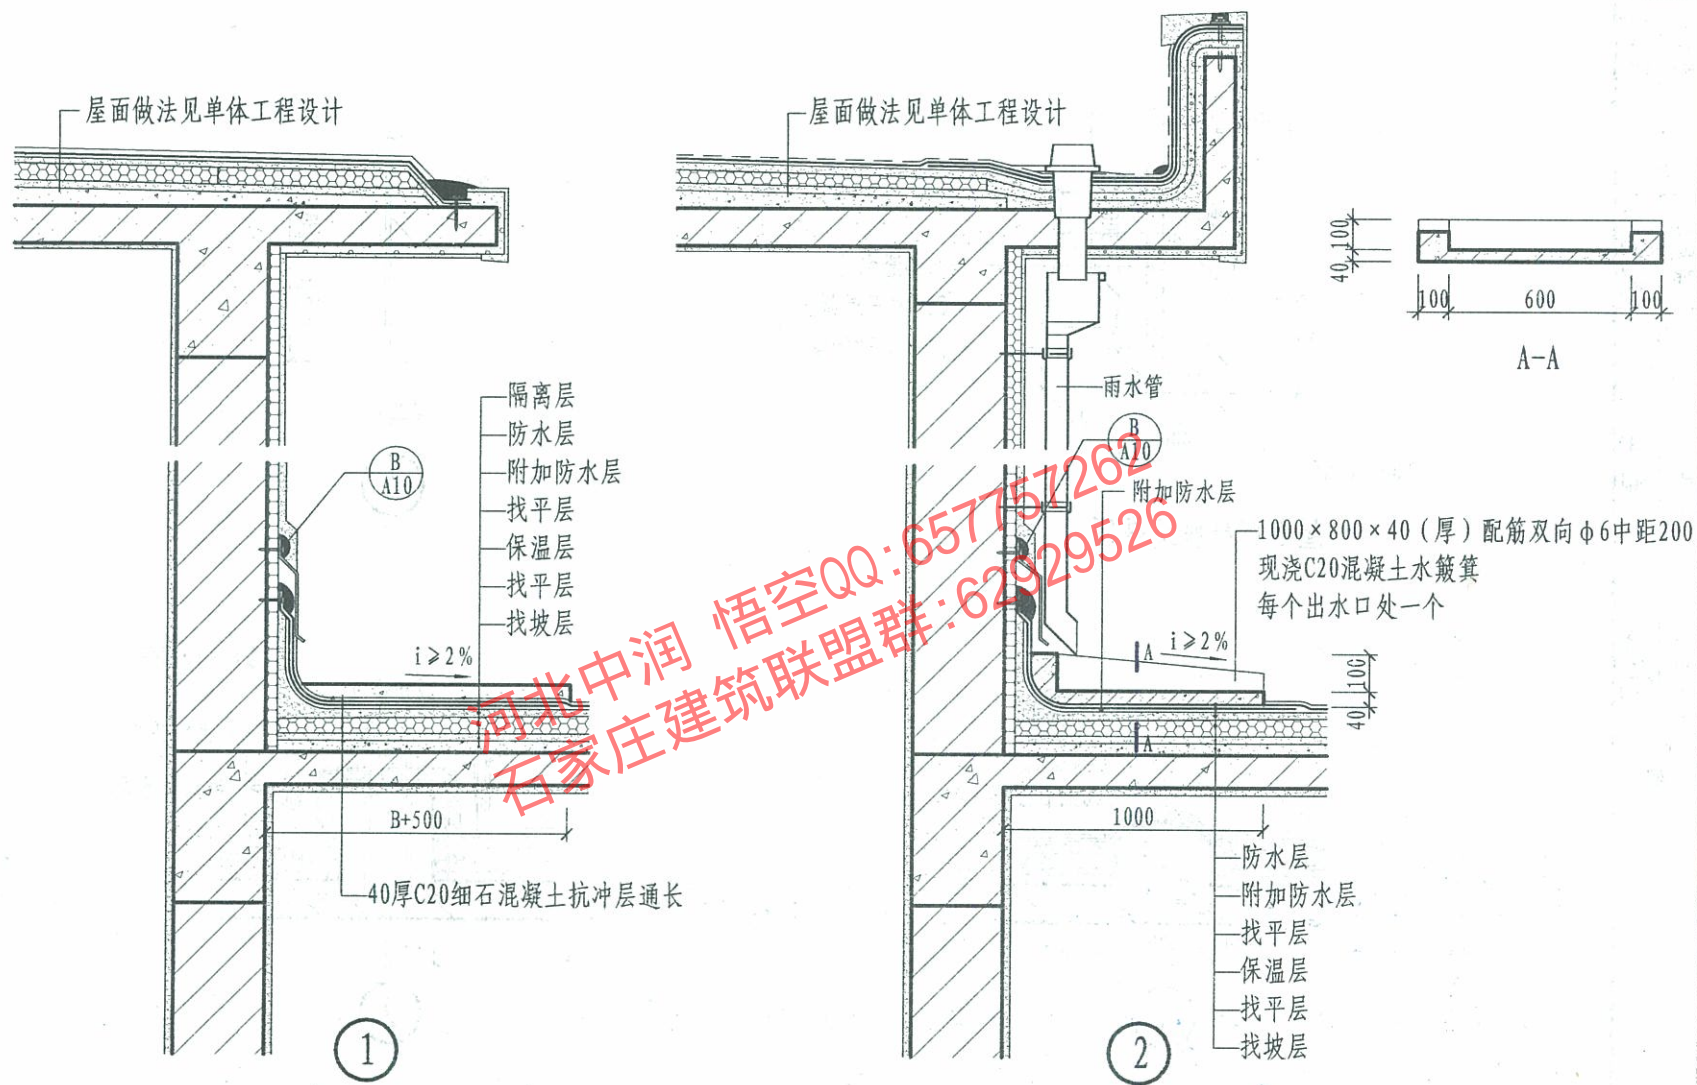 屋面做法见单体工程设计
隔离层
防水层
附加防水层
找平层
保温层
找平层
找坡层
B
A10
i≥2%
B+500
40厚C20细石混凝土抗冲层通长
1
屋面做法见单体工程设计
雨水管
B
A10
附加防水层
1000×800×40（厚）配筋双向φ6中距200
现浇C20混凝土水簸箕
每个出水口处一个
A
i≥2%
A
100
40
1000
防水层
附加防水层
找平层
保温层
找平层
找坡层
2
100
40
100
600
100
A-A
河北中润 悟空QQ:657757262
石家庄建筑联盟群:62929526